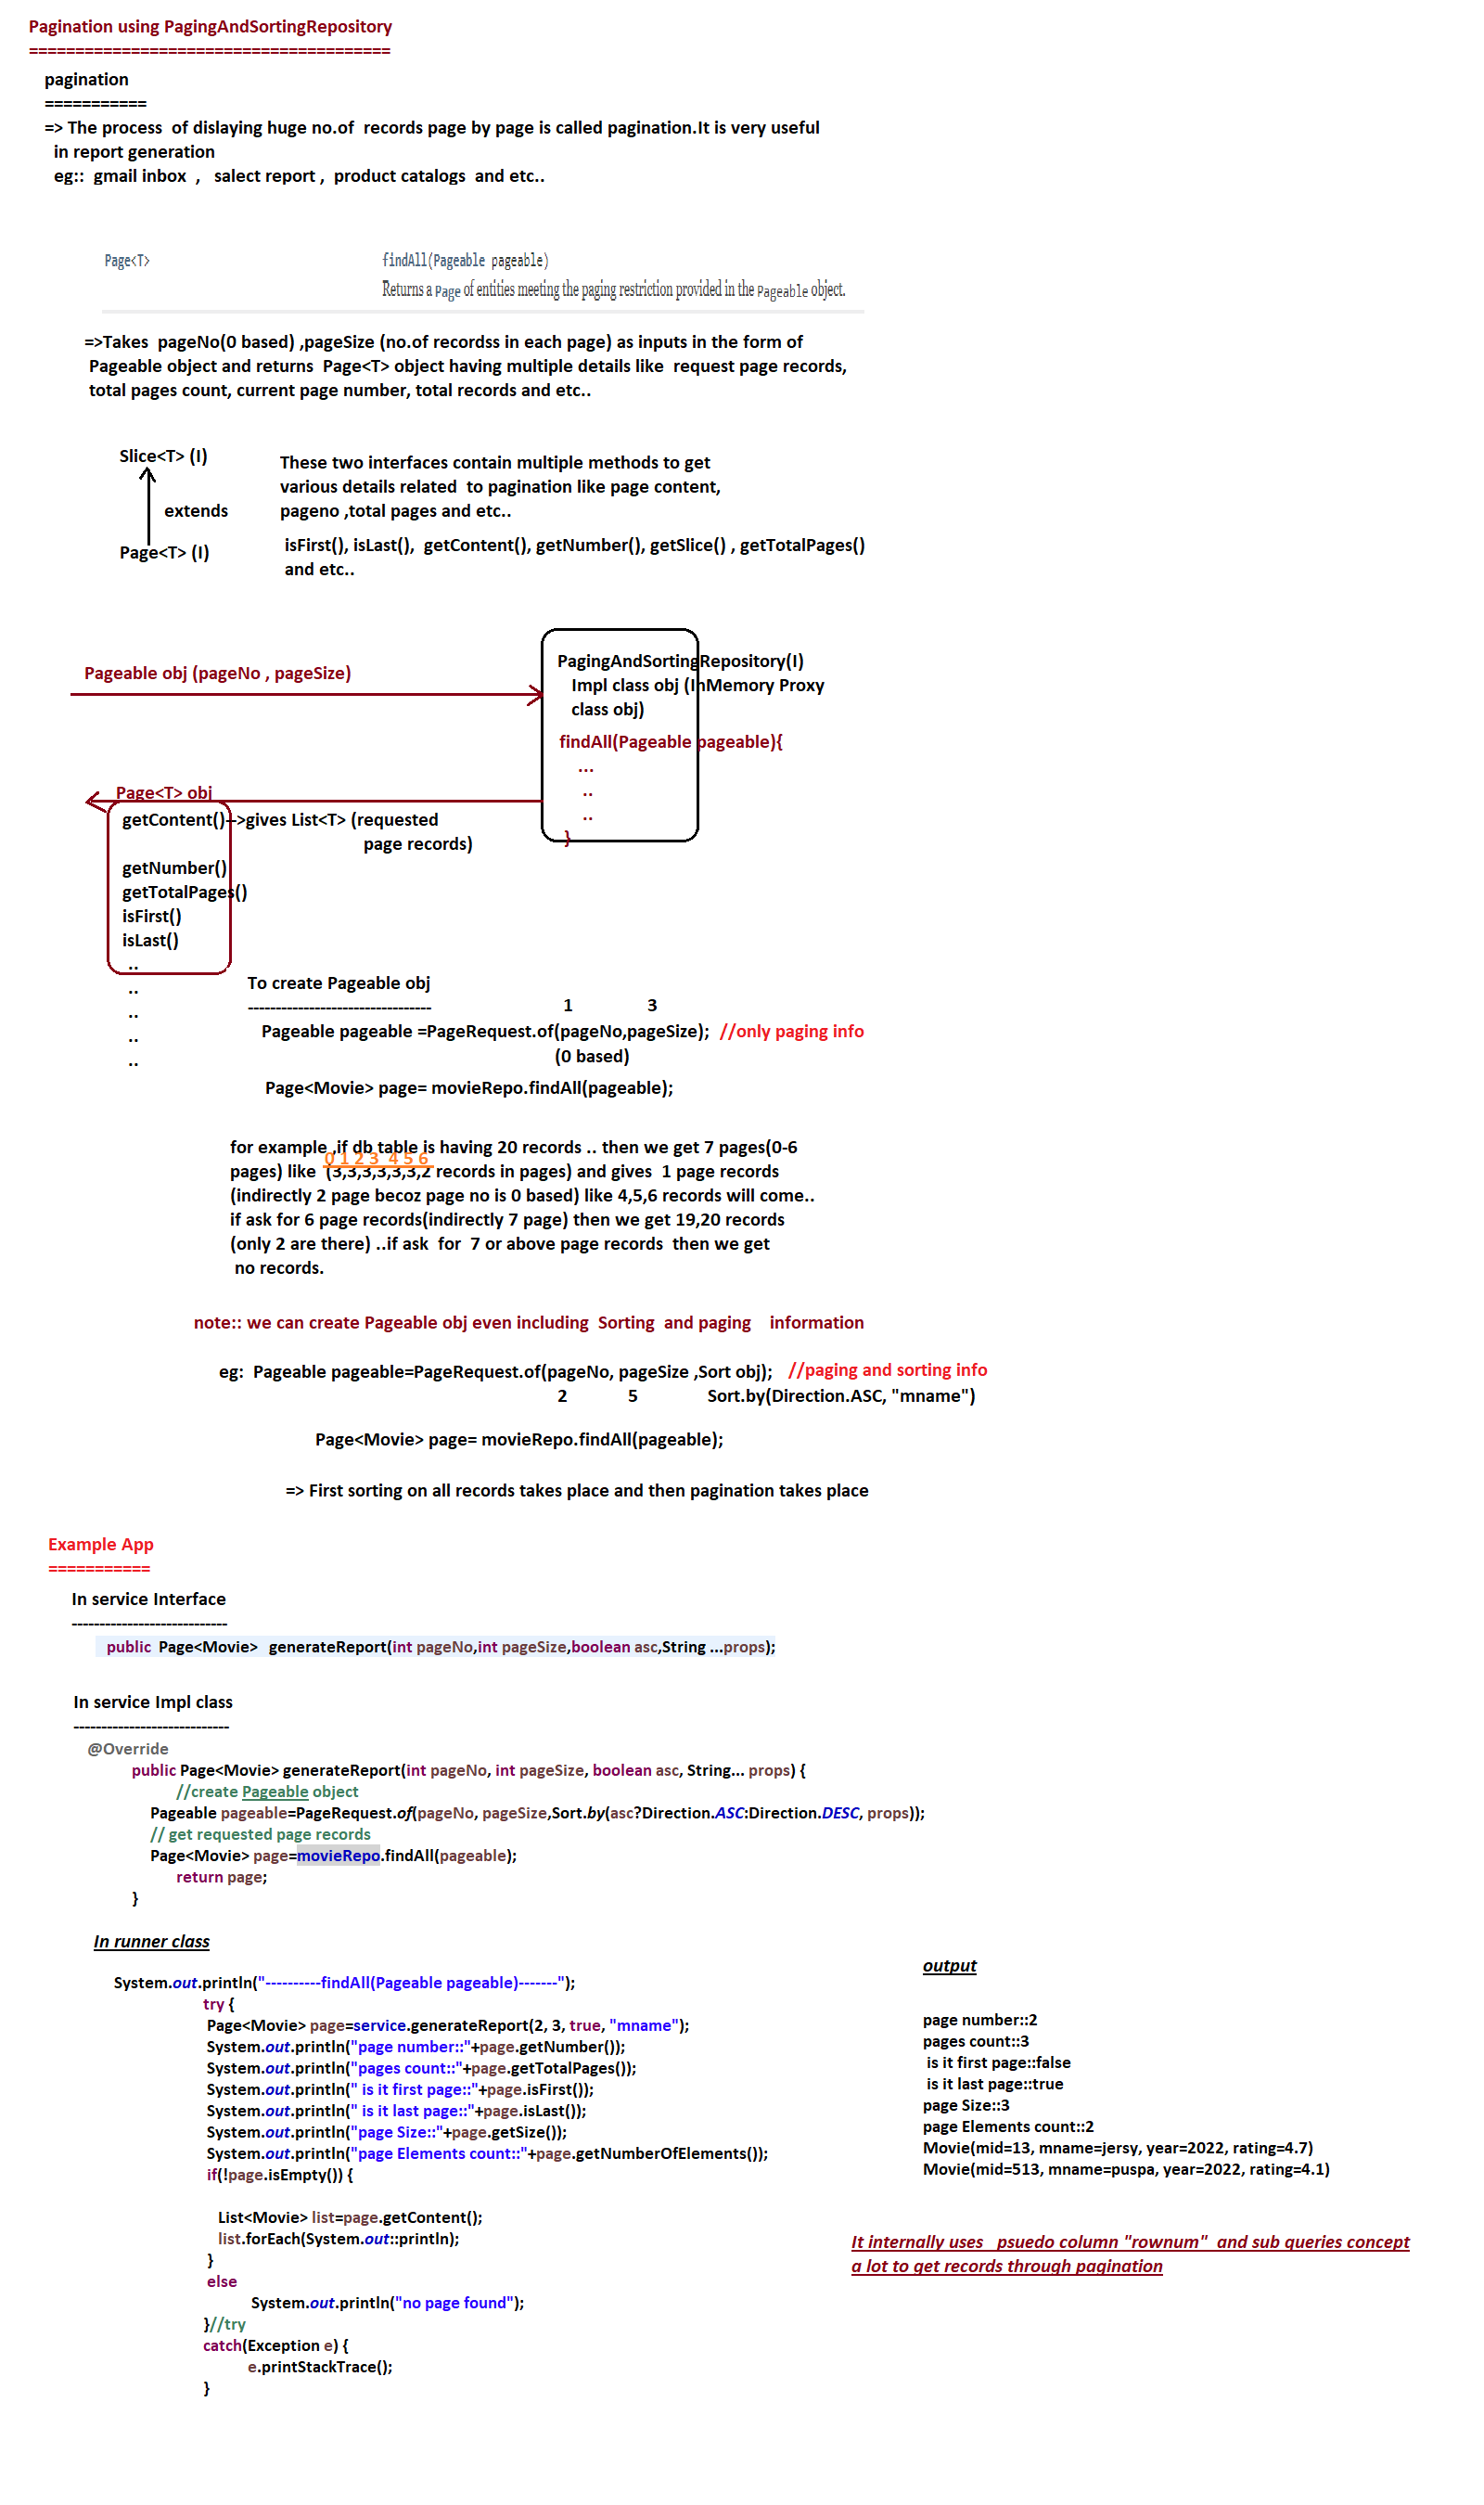 Pagination using PagingAndSortingRepository
=======================================
pagination
===========
=> The process  of dislaying huge no.of  records page by page is called pagination.It is very useful
in report generation
eg::  gmail inbox  ,   salect report ,  product catalogs  and etc..
Page<T>    findAll(Pageable pageable)
Returns a Page of entities meeting the paging restriction provided in the Pageable object.
=>Takes  pageNo(0 based) ,pageSize (no.of recordss in each page) as inputs in the form of
Pageable object and returns  Page<T> object having multiple details like  request page records,
total pages count, current page number, total records and etc..
Slice<T> (I)
extends
Page<T> (I)
These two interfaces contain multiple methods to get
various details related  to pagination like page content,
pageno ,total pages and etc..
isFirst(), isLast(),  getContent(), getNumber(), getSlice() , getTotalPages()
and etc..
Pageable obj (pageNo , pageSize)
PagingAndSortingRepository(I)
Impl class obj (InMemory Proxy
class obj)
findAll(Pageable pageable){
...
..
..
}
Page<T> obj
getContent()-->gives List<T> (requested
page records)
getNumber()
getTotalPages()
isFirst()
isLast()
..
..
..
..
..
To create Pageable obj
---------------------------------
1    3
Pageable pageable =PageRequest.of(pageNo,pageSize);  //only paging info
(0 based)
Page<Movie> page= movieRepo.findAll(pageable);
for example ,if db table is having 20 records .. then we get 7 pages(0-6
0 1 2 3  4 5 6
pages) like  (3,3,3,3,3,3,2 records in pages) and gives  1 page records
(indirectly 2 page becoz page no is 0 based) like 4,5,6 records will come..
if ask for 6 page records(indirectly 7 page) then we get 19,20 records
(only 2 are there) ..if ask  for  7 or above page records  then we get
no records.
note:: we can create Pageable obj even including  Sorting  and paging    information
eg:  Pageable pageable=PageRequest.of(pageNo, pageSize ,Sort obj);   //paging and sorting info
2    5    Sort.by(Direction.ASC, "mname")
Page<Movie> page= movieRepo.findAll(pageable);
=> First sorting on all records takes place and then pagination takes place
Example App
===========
In service Interface
----------------------------
public  Page<Movie>   generateReport(int pageNo,int pageSize,boolean asc,String ...props);
In service Impl class
----------------------------
@Override
public Page<Movie> generateReport(int pageNo, int pageSize, boolean asc, String... props) {
//create Pageable object
Pageable pageable=PageRequest.of(pageNo, pageSize,Sort.by(asc?Direction.ASC:Direction.DESC, props));
// get requested page records
Page<Movie> page=movieRepo.findAll(pageable);
return page;
}
In runner class
System.out.println("----------findAll(Pageable pageable)-------");
try {
Page<Movie> page=service.generateReport(2, 3, true, "mname");
System.out.println("page number::"+page.getNumber());
System.out.println("pages count::"+page.getTotalPages());
System.out.println(" is it first page::"+page.isFirst());
System.out.println(" is it last page::"+page.isLast());
System.out.println("page Size::"+page.getSize());
System.out.println("page Elements count::"+page.getNumberOfElements());
if(!page.isEmpty()) {
List<Movie> list=page.getContent();
list.forEach(System.out::println);
}
else
System.out.println("no page found");
}//try
catch(Exception e) {
e.printStackTrace();
}
output
page number::2
pages count::3
is it first page::false
is it last page::true
page Size::3
page Elements count::2
Movie(mid=13, mname=jersy, year=2022, rating=4.7)
Movie(mid=513, mname=puspa, year=2022, rating=4.1)
It internally uses   psuedo column "rownum"  and sub queries concept
a lot to get records through pagination